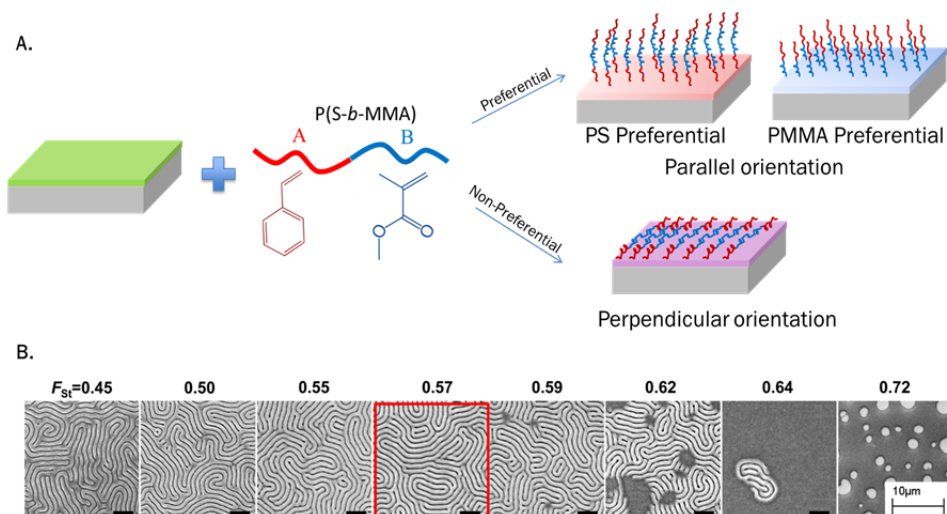 A.
P(S-b-MMA)
A
B
Preferential
Non-Preferential
PS Preferential
PMMA Preferential
Parallel orientation
Perpendicular orientation
B.
FSt=0.45 0.50 0.55 0.57 0.59 0.62 0.64 0.72
10μm